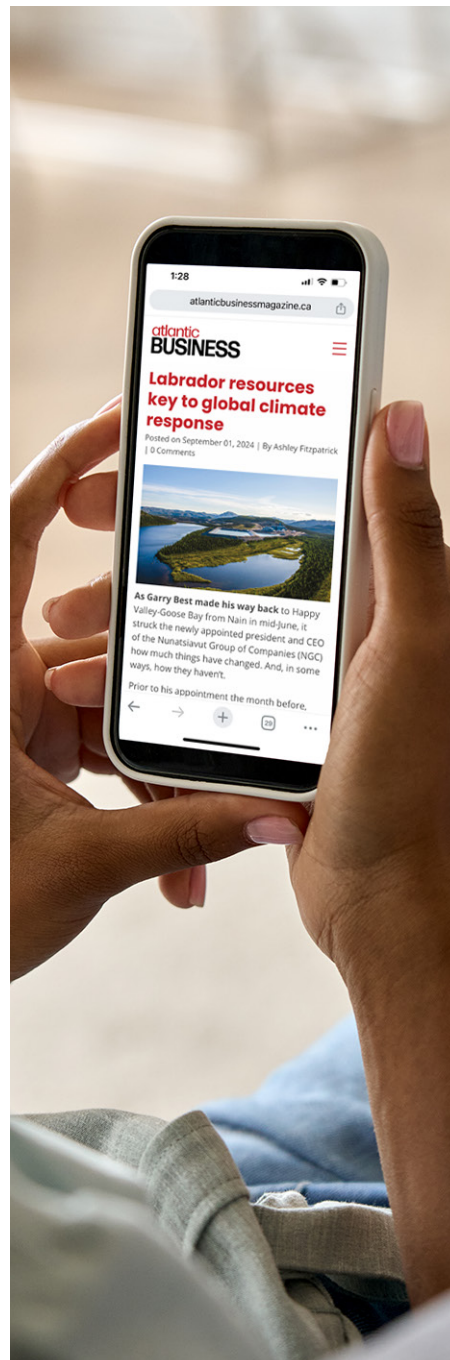 1:28
atlanticbusinessmagazine.ca
atlantic
BUSINESS
Labrador resources
key to global climate
response
Posted on September 01, 2024 | By Ashley Fitzpatrick
| 0 Comments
As Garry Best made his way back to Happy
Valley-Goose Bay from Nain in mid-June, it
struck the newly appointed president and CEO
of the Nunatsiavut Group of Companies (NGC)
how much things have changed. And, in some
ways, how they haven't.
Prior to his appointment the month before,
29